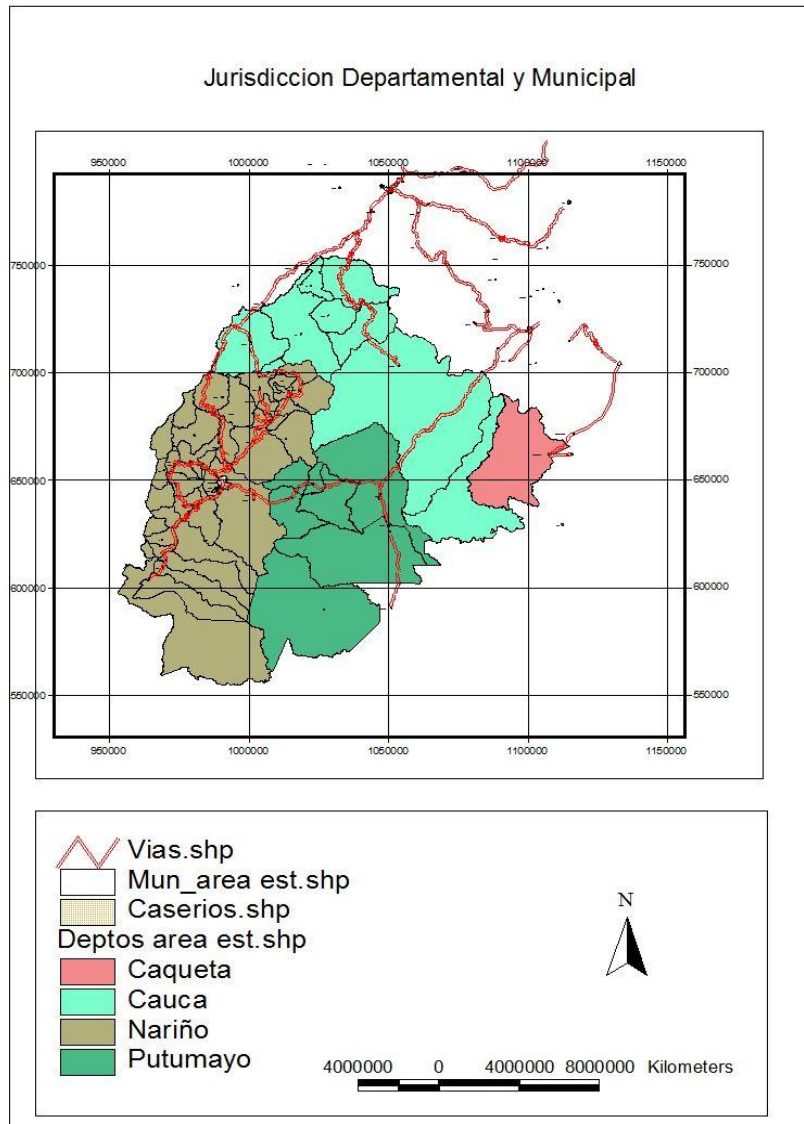 Jurisdiccion Departamental y Municipal
950000 1000000 1050000 1100000 1150000
750000 750000
700000 700000
650000 650000
600000 600000
550000 550000
950000 1000000 1050000 1100000 1150000
Vias.shp
Mun_area est.shp
Caserios.shp
Deptos area est.shp
Caqueta
Cauca
Nariño
Putumayo
N
4000000 0 4000000 8000000 Kilometers